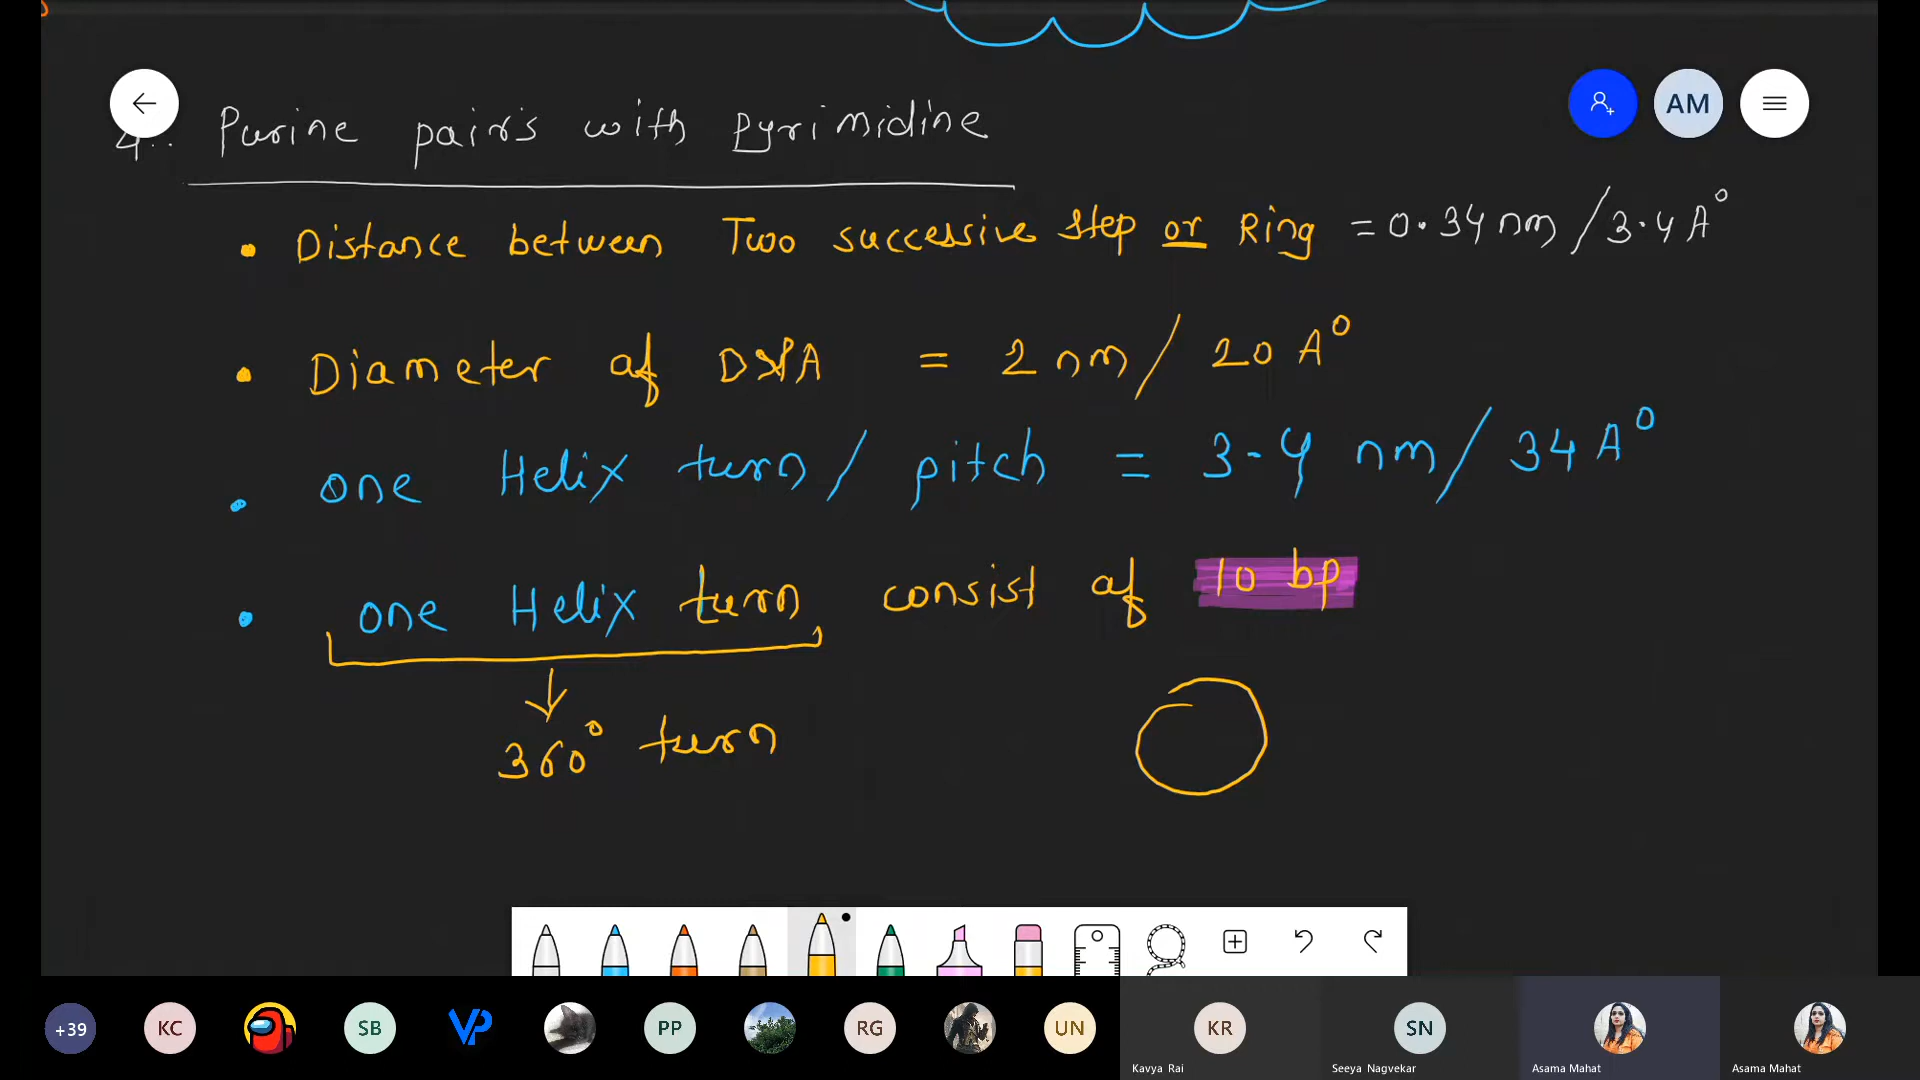 4. Purine pairs with pyrimidine
AM
• Distance between Two successive step or Ring = 0.34 nm / 3.4 A°
• Diameter of DNA = 2 nm / 20 A°
• one Helix turn / pitch = 3.4 nm / 34 A°
• one Helix turn consist of 10 bp
360° turn
+39 KC SB VP PP RG UN KR SN
Kavya Rai Seeya Nagvekar Asama Mahat Asama Mahat